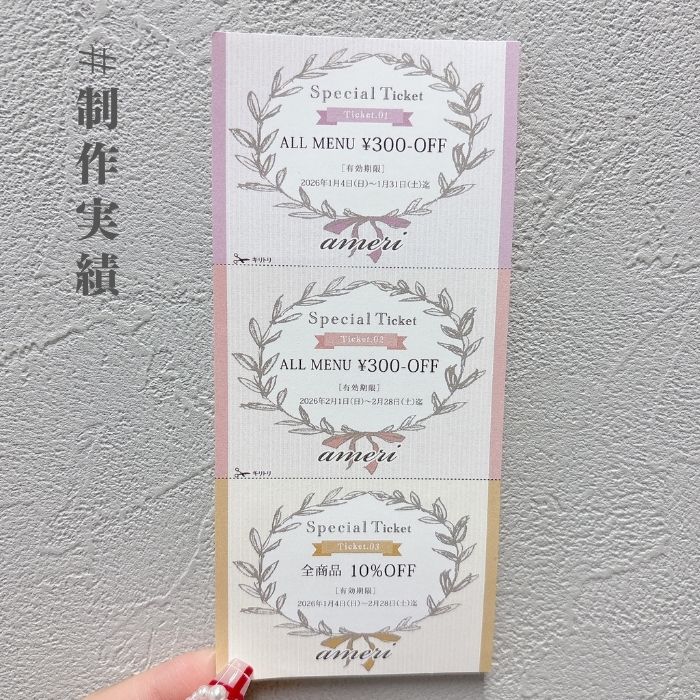 #制作実績
Special Ticket
Ticket.01
ALL MENU ¥300-OFF
[有効期限]
2026年1月4日(日)～1月31日(土)迄
ameri
キリトリ
Special Ticket
Ticket.02
ALL MENU ¥300-OFF
[有効期限]
2026年2月1日(日)～2月28日(土)迄
ameri
キリトリ
Special Ticket
Ticket.03
全商品 10%OFF
[有効期限]
2026年1月4日(日)～2月28日(土)迄
ameri